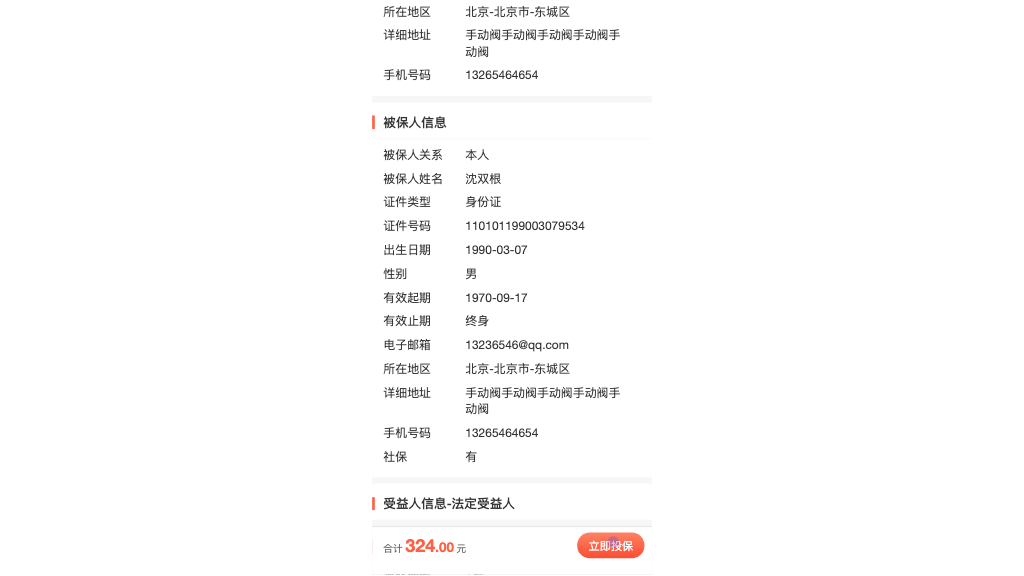 所在地区 北京-北京市-东城区
详细地址 手动阀手动阀手动阀手动阀手
动阀
手机号码 13265464654
被保人信息
被保人关系 本人
被保人姓名 沈双根
证件类型 身份证
证件号码 110101199003079534
出生日期 1990-03-07
性别 男
有效起期 1970-09-17
有效止期 终身
电子邮箱 13236546@qq.com
所在地区 北京-北京市-东城区
详细地址 手动阀手动阀手动阀手动阀手
动阀
手机号码 13265464654
社保 有
受益人信息-法定受益人
合计 324.00 元 立即投保